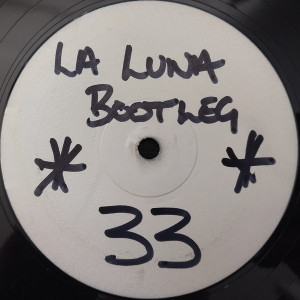 LA LUNA
BOOTLEG
* *
33